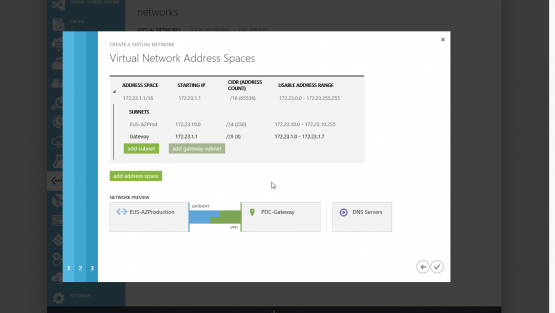 networks
CREATE A VIRTUAL NETWORK
Virtual Network Address Spaces
ADDRESS SPACE STARTING IP CIDR (ADDRESS COUNT) USABLE ADDRESS RANGE
172.23.1.1/16 172.23.1.1 /16 (65536) 172.23.0.0 - 172.23.255.255
SUBNETS
EUS-AZProd 172.23.10.0 /24 (256) 172.23.10.0 - 172.23.10.255
Gateway 172.23.1.1 /29 (8) 172.23.1.0 - 172.23.1.7
add subnet add gateway subnet
add address space
NETWORK PREVIEW
EUS-AZProduction GATEWAY VPN PDC-Gateway DNS Servers
1 2 3
SETTINGS